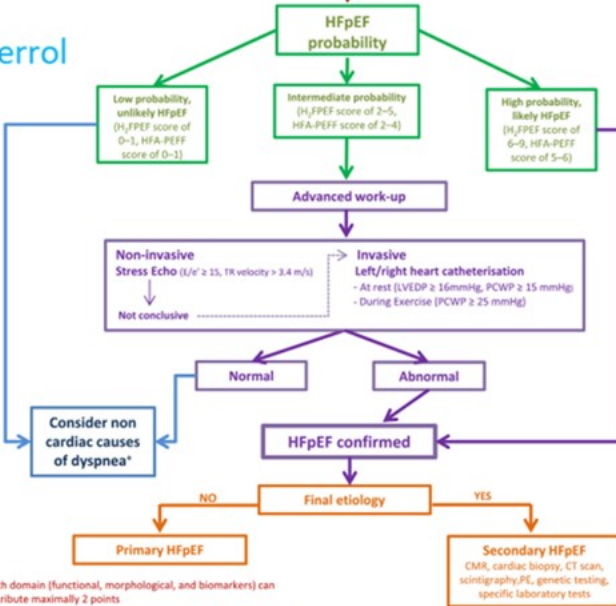 errol
HFpEF
probability
Low probability,
unlikely HFpEF
(H₂FPEF score of
0–1, HFA-PEFF
score of 0–1)
Intermediate probability
(H₂FPEF score of 2–5,
HFA-PEFF score of 2–4)
High probability,
likely HFpEF
(H₂FPEF score of
6–9, HFA-PEFF
score of 5–6)
Advanced work-up
Non-invasive
Stress Echo (E/e' ≥ 15, TR velocity > 3.4 m/s)
Not conclusive
Invasive
Left/right heart catheterisation
- At rest (LVEDP ≥ 16mmHg, PCWP ≥ 15 mmHg)
- During Exercise (PCWP ≥ 25 mmHg)
Normal
Abnormal
Consider non
cardiac causes
of dyspnea*
HFpEF confirmed
NO
Final etiology
YES
Primary HFpEF
Secondary HFpEF
CMR, cardiac biopsy, CT scan,
scintigraphy,PE, genetic testing,
specific laboratory tests
ch domain (functional, morphological, and biomarkers) can
tribute maximally 2 points